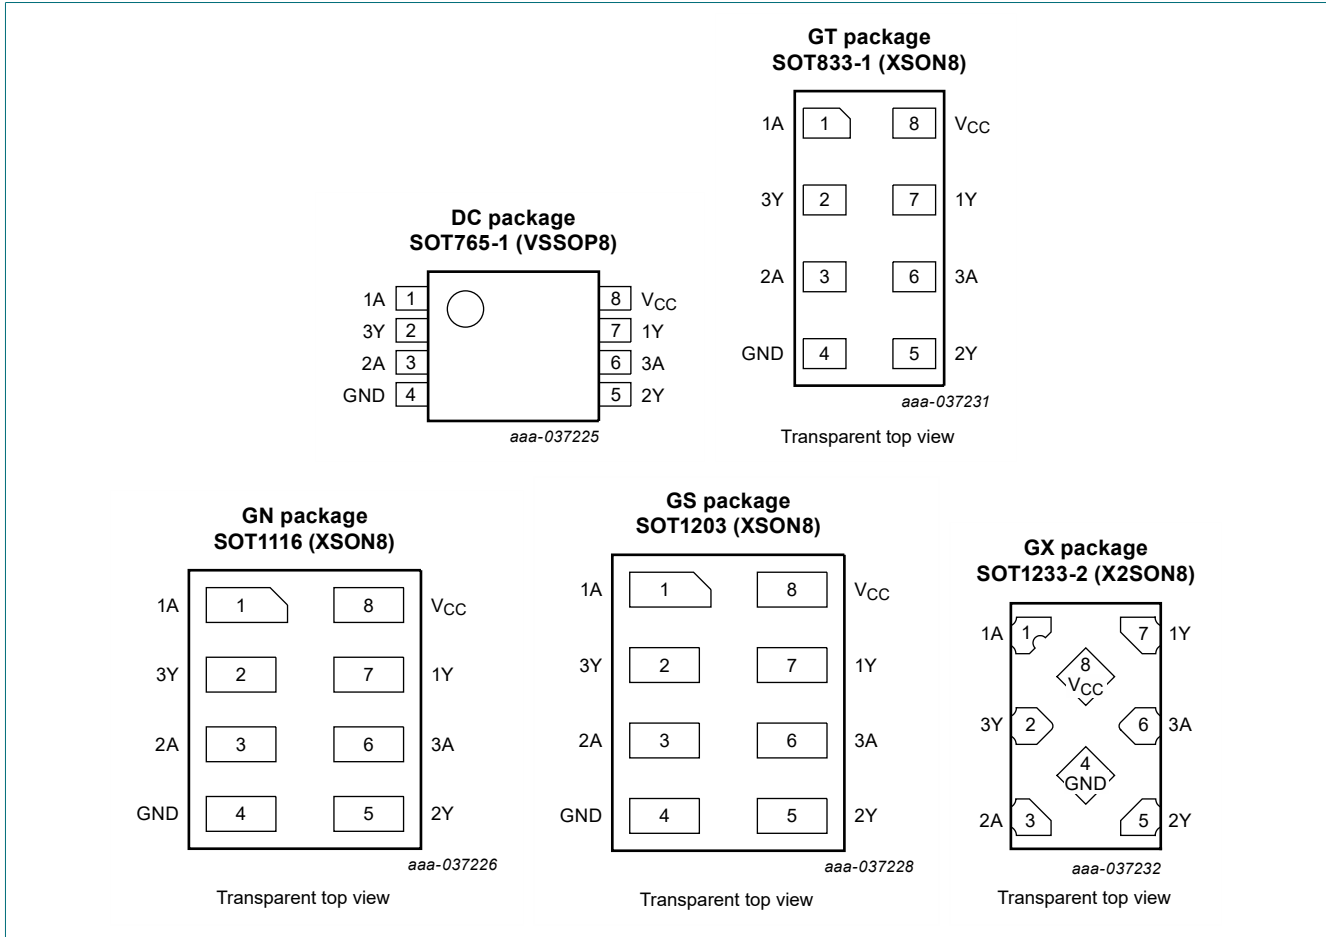 GT package
SOT833-1 (XSON8)
1A 1 8 VCC
3Y 2 7 1Y
2A 3 6 3A
GND 4 5 2Y
aaa-037231
Transparent top view
DC package
SOT765-1 (VSSOP8)
1A 1 8 VCC
3Y 2 7 1Y
2A 3 6 3A
GND 4 5 2Y
aaa-037225
GN package
SOT1116 (XSON8)
1A 1 8 VCC
3Y 2 7 1Y
2A 3 6 3A
GND 4 5 2Y
aaa-037226
Transparent top view
GS package
SOT1203 (XSON8)
1A 1 8 VCC
3Y 2 7 1Y
2A 3 6 3A
GND 4 5 2Y
aaa-037228
Transparent top view
GX package
SOT1233-2 (X2SON8)
1A 1 7 1Y
8
VCC
3Y 2 6 3A
4
GND
2A 3 5 2Y
aaa-037232
Transparent top view